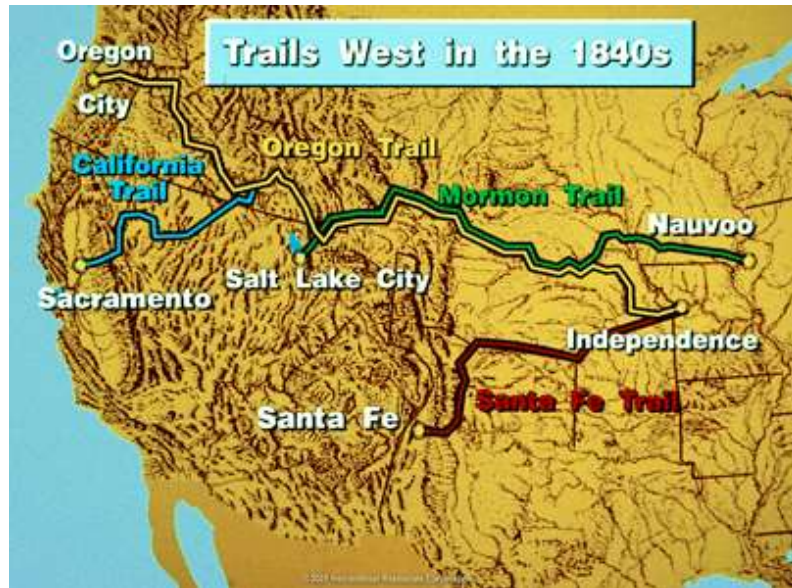 Trails West in the 1840s
Oregon
City
California
Trail
Oregon Trail
Mormon Trail
Nauvoo
Sacramento
Salt Lake City
Independence
Santa Fe Trail
Santa Fe